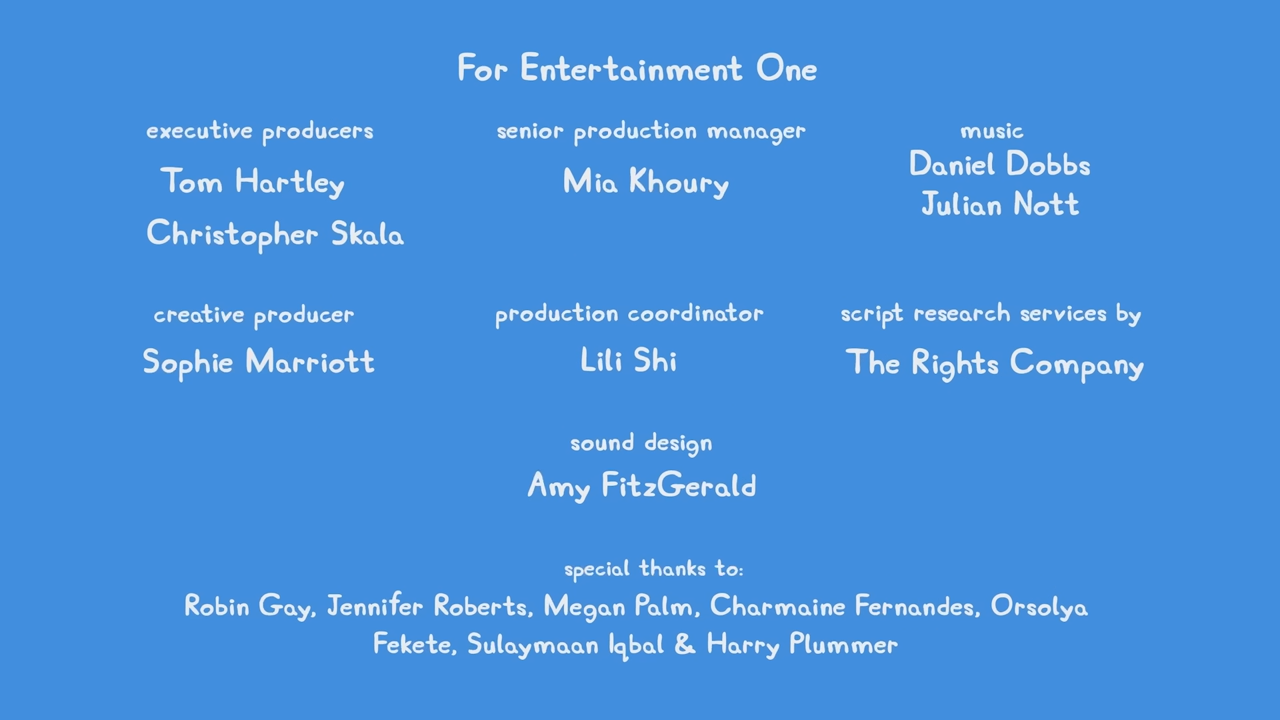 For Entertainment One
executive producers
Tom Hartley
Christopher Skala
senior production manager
Mia Khoury
music
Daniel Dobbs
Julian Nott
creative producer
Sophie Marriott
production coordinator
Lili Shi
script research services by
The Rights Company
sound design
Amy FitzGerald
special thanks to:
Robin Gay, Jennifer Roberts, Megan Palm, Charmaine Fernandes, Orsolya
Fekete, Sulaymaan Iqbal & Harry Plummer